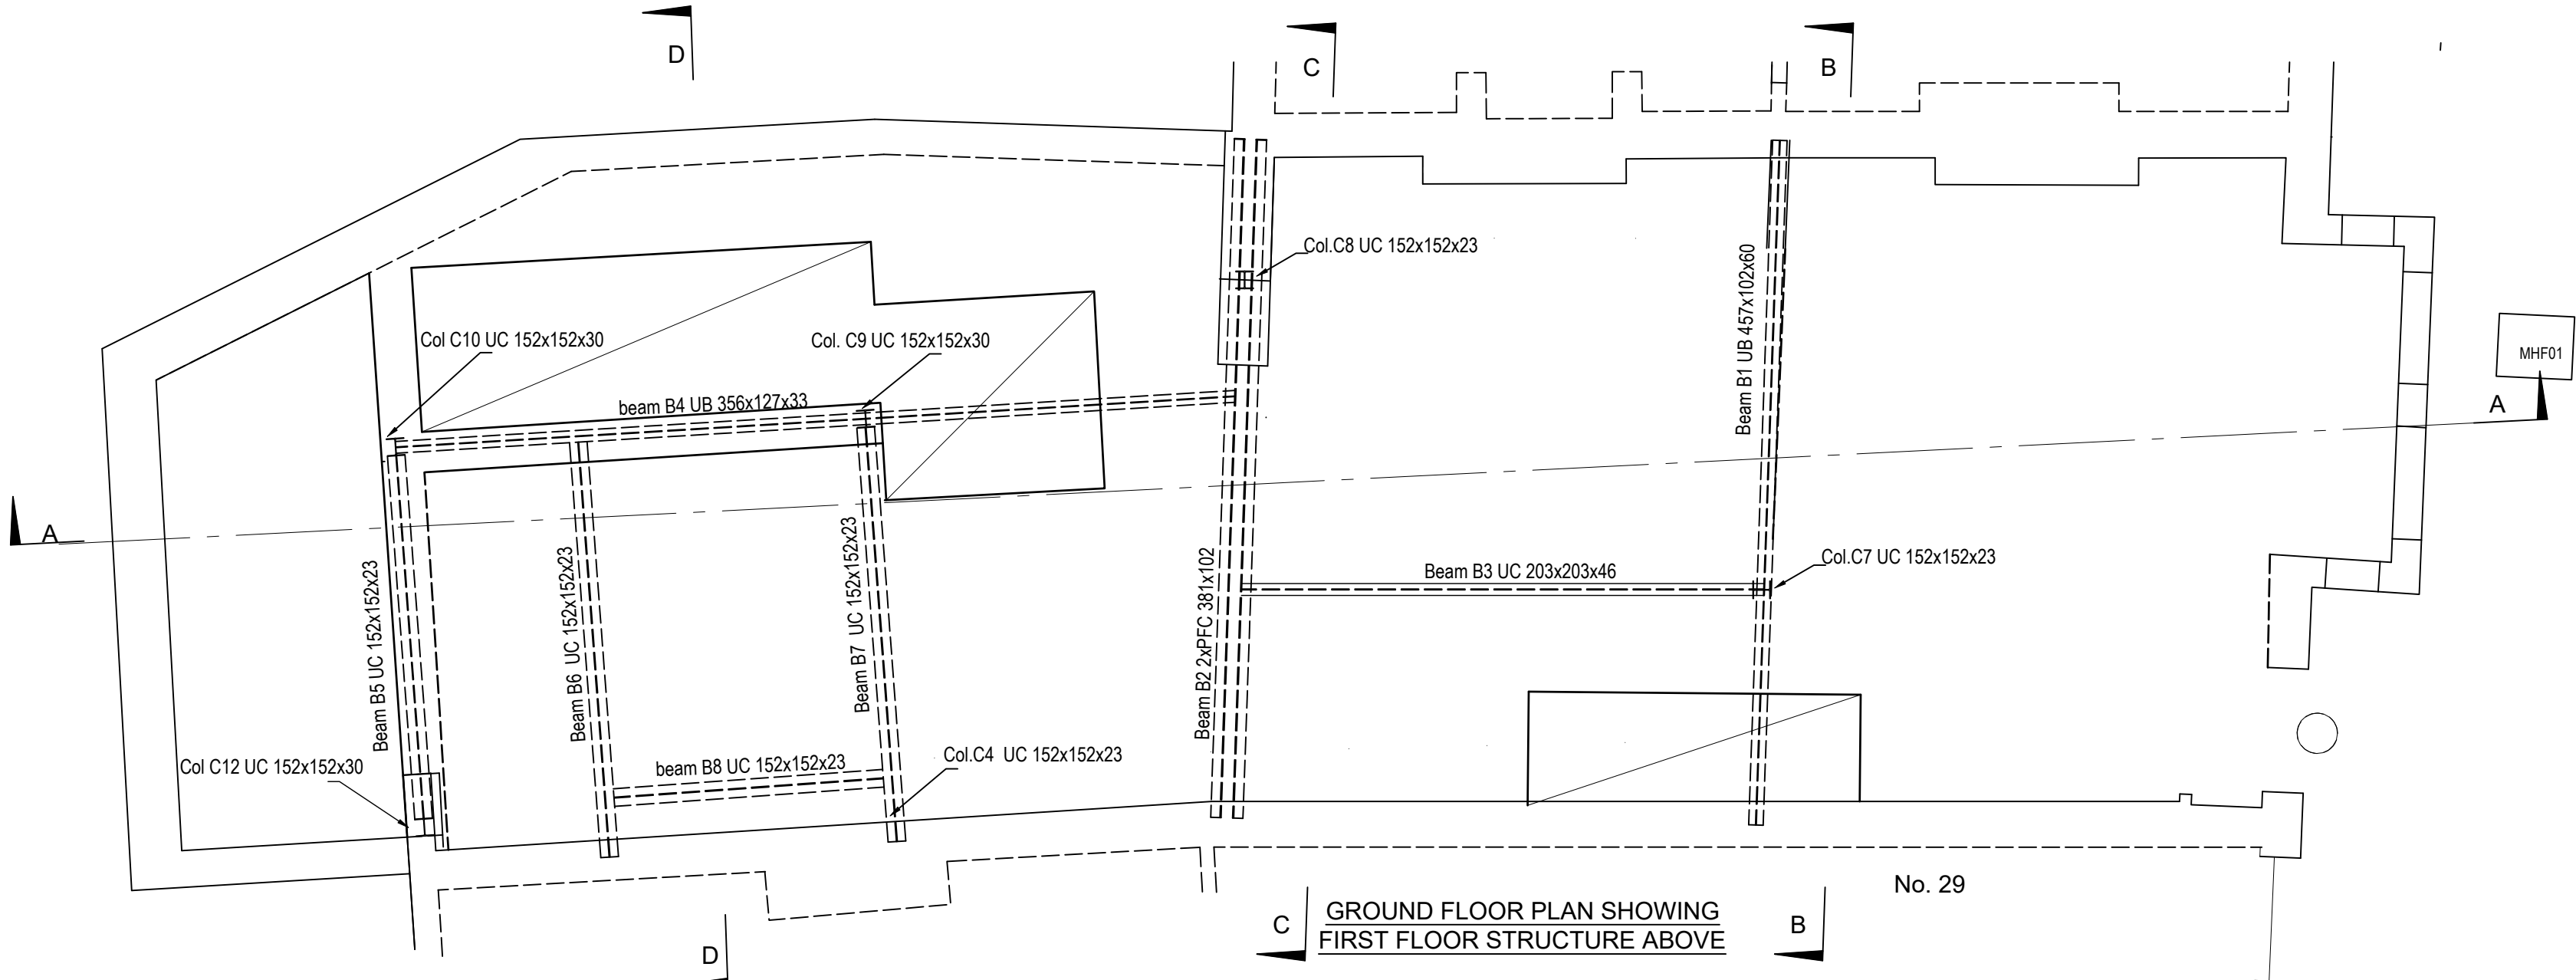 D
C
B
Col.C8 UC 152x152x23
Beam B1 UB 457x102x60
Col C10 UC 152x152x30
Col. C9 UC 152x152x30
MHF01
beam B4 UB 356x127x33
A
A
Beam B5 UC 152x152x23
Beam B6 UC 152x152x23
Beam B7 UC 152x152x23
Beam B2 2xPFC 381x102
Beam B3 UC 203x203x46
Col.C7 UC 152x152x23
Col C12 UC 152x152x30
beam B8 UC 152x152x23
Col.C4 UC 152x152x23
No. 29
D
C
GROUND FLOOR PLAN SHOWING
FIRST FLOOR STRUCTURE ABOVE
B